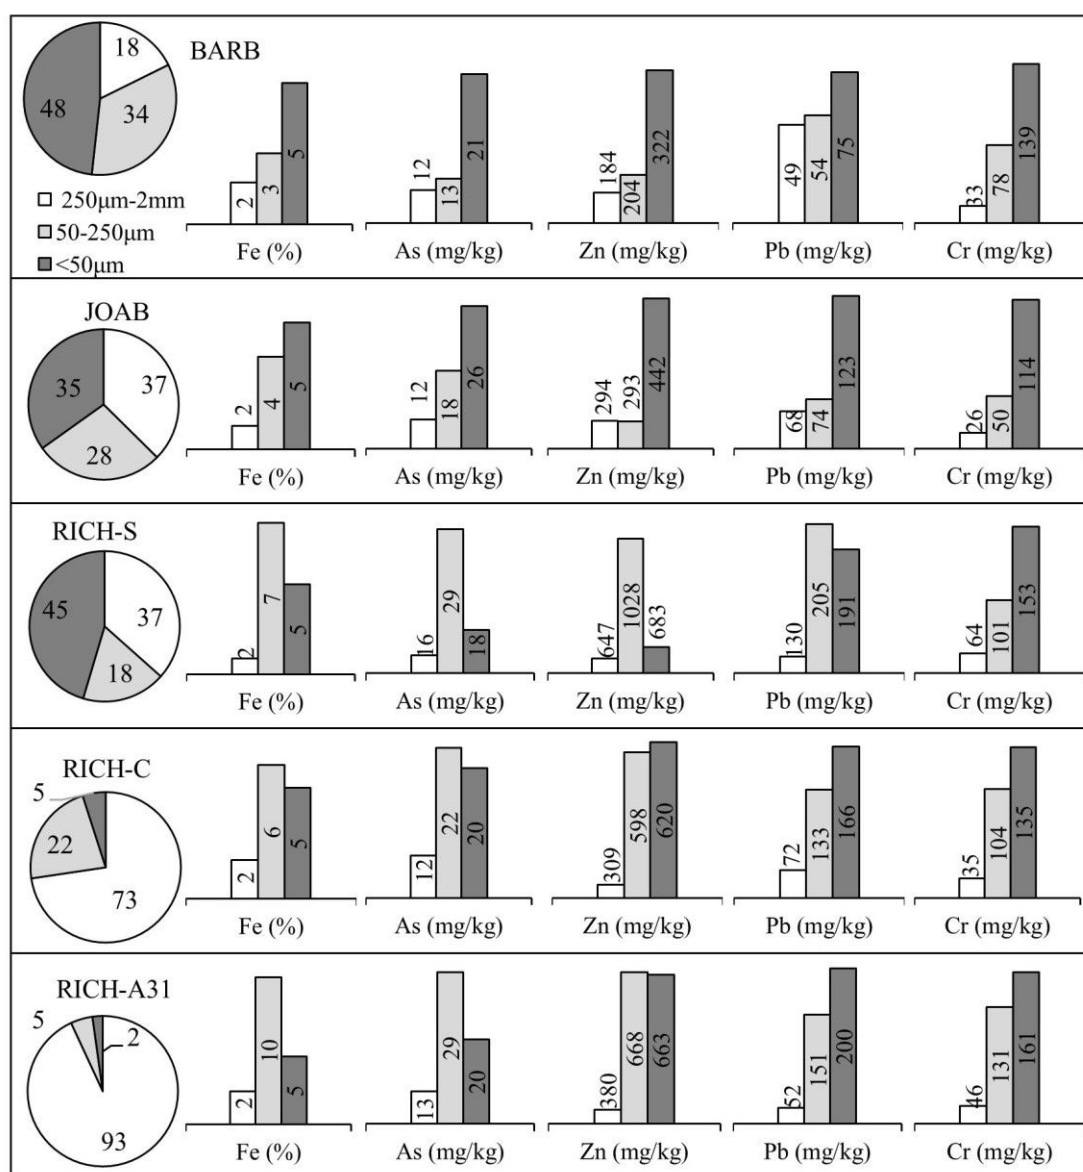 BARB
18
34
48
250μm-2mm
50-250μm
<50μm
2 3 5
Fe (%)
12 13 21
As (mg/kg)
184 204 322
Zn (mg/kg)
49 54 75
Pb (mg/kg)
33 78 139
Cr (mg/kg)
JOAB
37
28
35
2 4 5
Fe (%)
12 18 26
As (mg/kg)
294 293 442
Zn (mg/kg)
68 74 123
Pb (mg/kg)
26 50 114
Cr (mg/kg)
RICH-S
37
18
45
2 7 5
Fe (%)
16 29 18
As (mg/kg)
647 1028 683
Zn (mg/kg)
130 205 191
Pb (mg/kg)
64 101 153
Cr (mg/kg)
RICH-C
5
22
73
2 6 5
Fe (%)
12 22 20
As (mg/kg)
309 598 620
Zn (mg/kg)
72 133 166
Pb (mg/kg)
35 104 135
Cr (mg/kg)
RICH-A31
5
2
93
2 10 5
Fe (%)
13 29 20
As (mg/kg)
380 668 663
Zn (mg/kg)
52 151 200
Pb (mg/kg)
46 131 161
Cr (mg/kg)